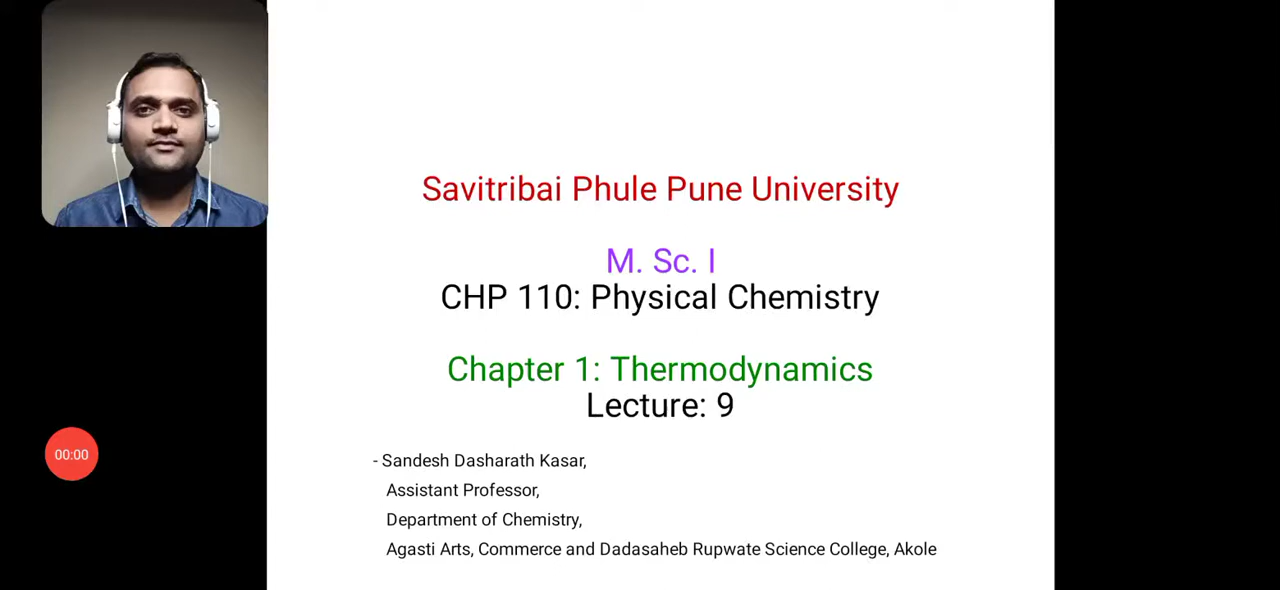 Savitribai Phule Pune University
M. Sc. I
CHP 110: Physical Chemistry
Chapter 1: Thermodynamics
Lecture: 9
- Sandesh Dasharath Kasar,
Assistant Professor,
Department of Chemistry,
Agasti Arts, Commerce and Dadasaheb Rupwate Science College, Akole
00:00